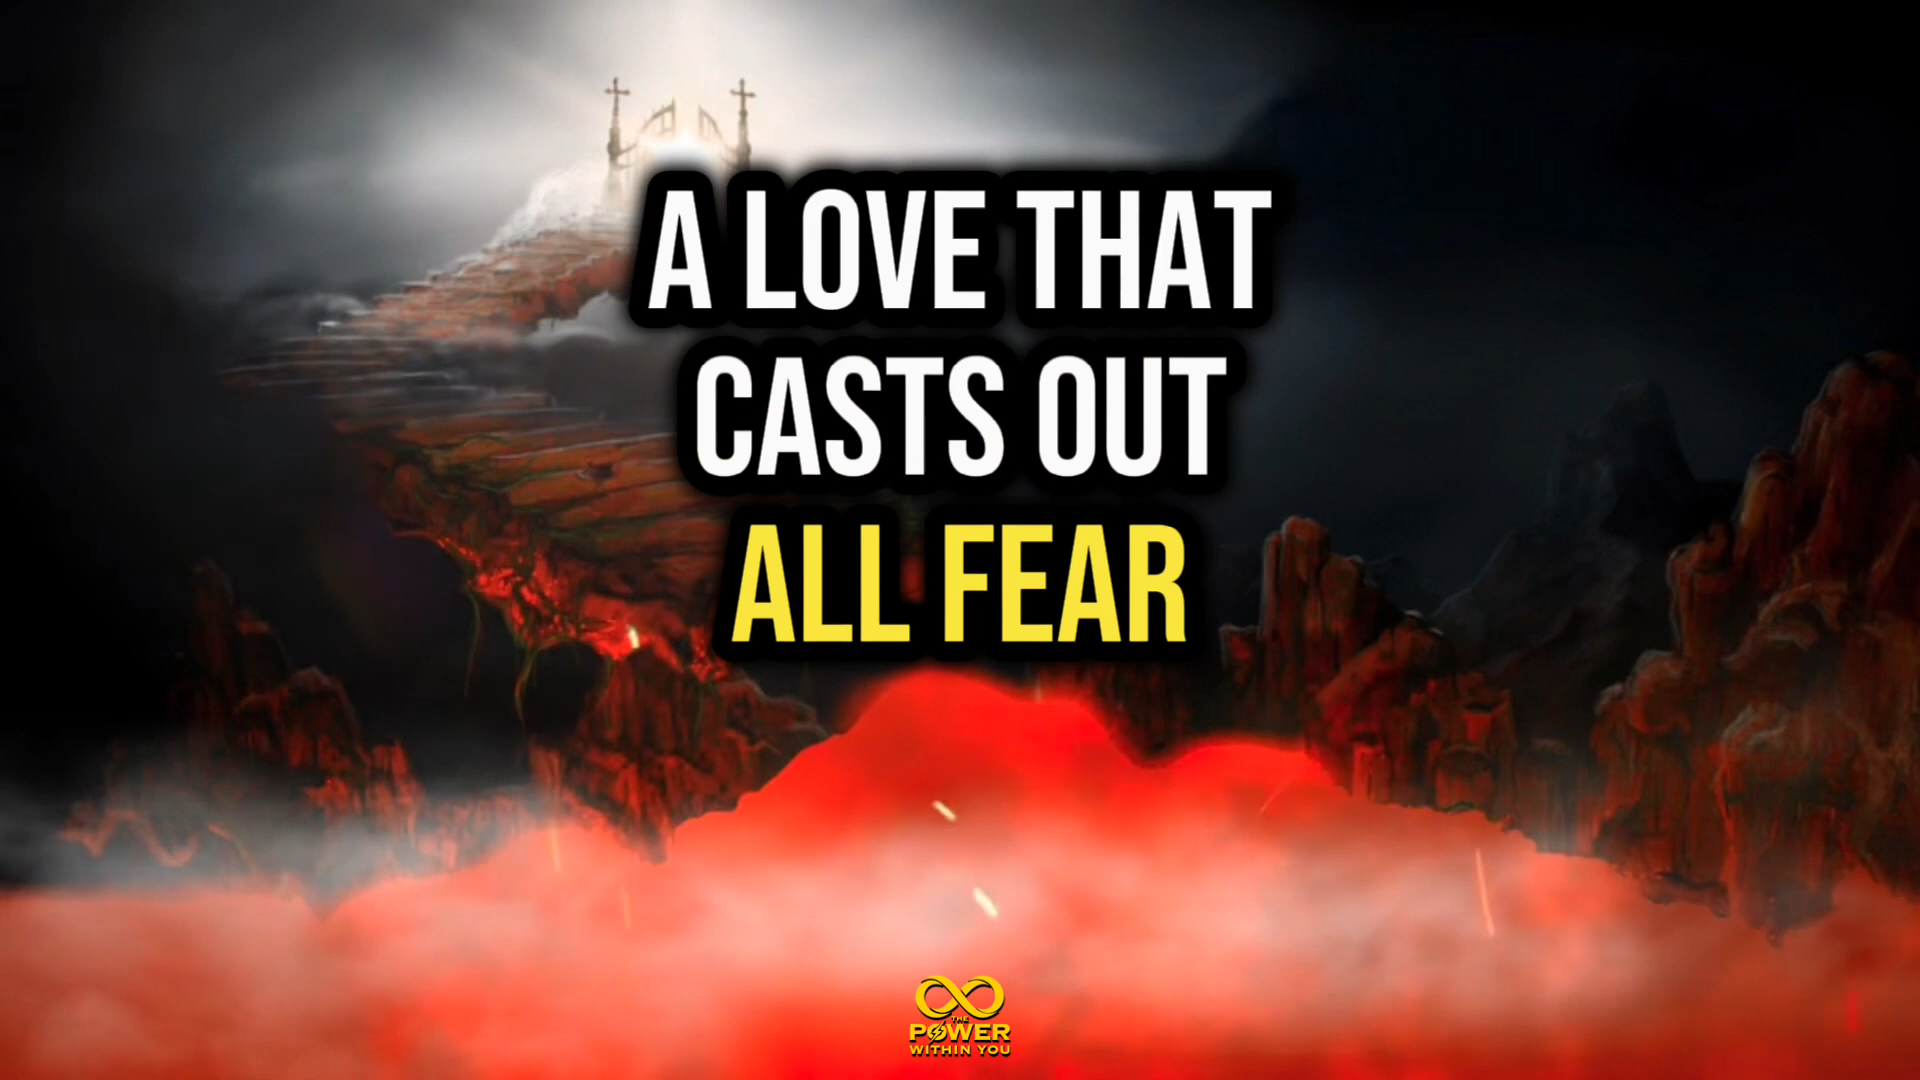 A LOVE THAT
CASTS OUT
ALL FEAR
THE
POWER
WITHIN YOU